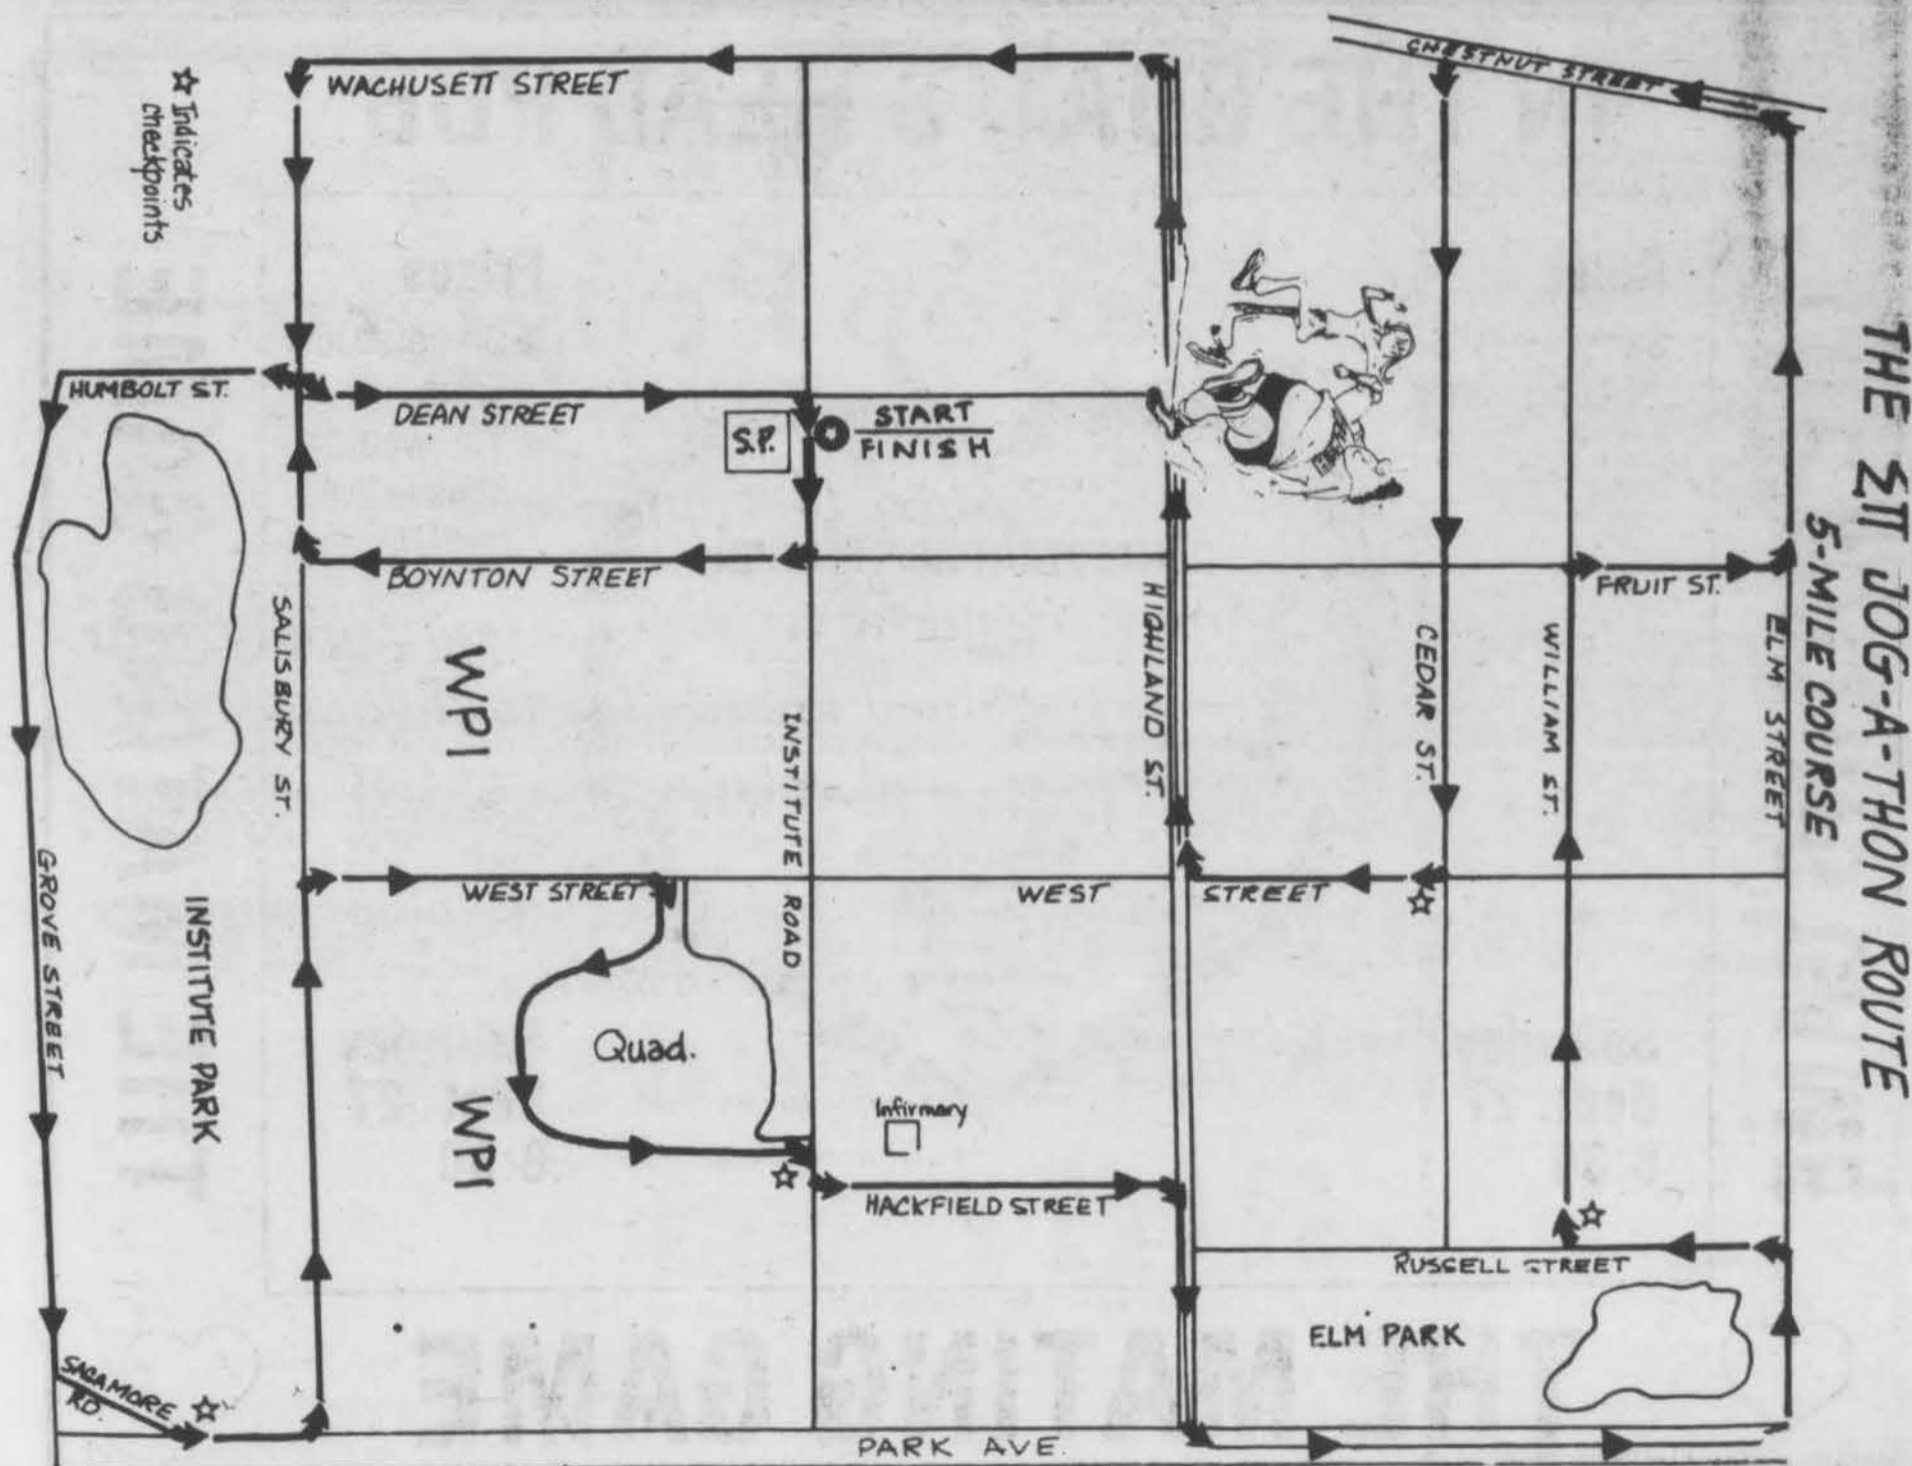 THE ΣΠ JOG-A-THON ROUTE
5-MILE COURSE
☆ Indicates
checkpoints
WACHUSETT STREET
CHESTNUT STREET
HUMBOLT ST.
DEAN STREET
S.P.
START
FINISH
BOYNTON STREET
FRUIT ST.
SALISBURY ST.
WPI
INSTITUTE ROAD
HIGHLAND ST.
CEDAR ST.
WILLIAM ST.
ELM STREET
GROVE STREET
INSTITUTE PARK
WEST STREET
WEST STREET
Quad.
WPI
Infirmary
HACKFIELD STREET
RUSSELL STREET
ELM PARK
SAGAMORE
RD.
PARK AVE.